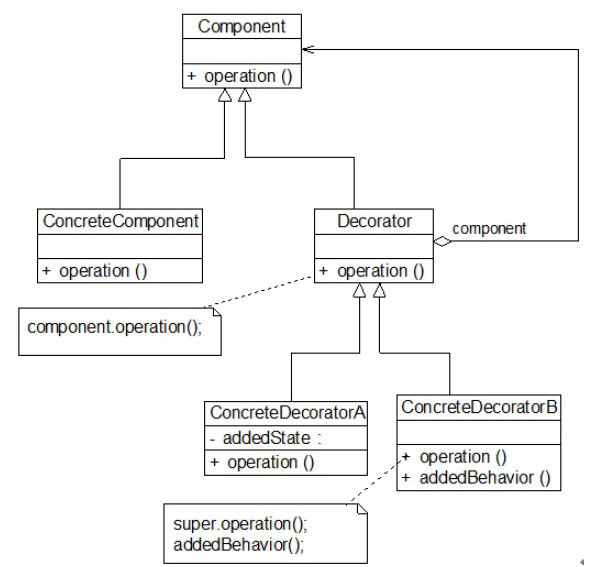 Component
+ operation ()
ConcreteComponent
+ operation ()
Decorator
+ operation ()
component
component.operation();
ConcreteDecoratorA
- addedState :
+ operation ()
ConcreteDecoratorB
+ operation ()
+ addedBehavior ()
super.operation();
addedBehavior();